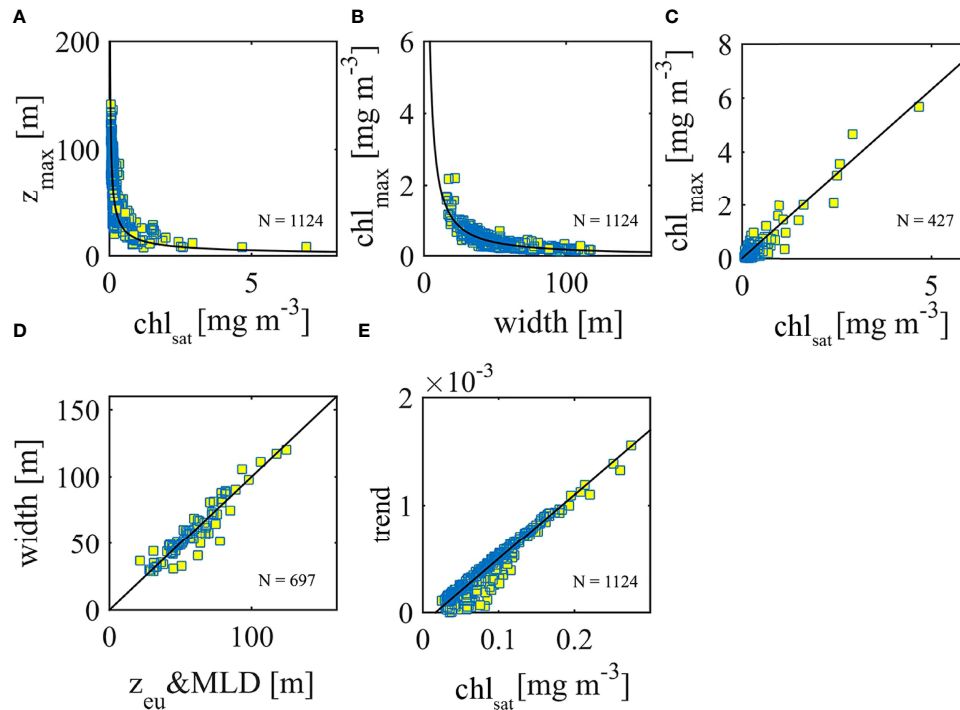 A
200
100
0
z_max [m]
N = 1124
0
5
chl_sat [mg m⁻³]
B
6
4
2
0
chl_max [mg m⁻³]
N = 1124
0
100
width [m]
C
8
6
4
2
0
chl_max [mg m⁻³]
N = 427
0
5
chl_sat [mg m⁻³]
D
150
100
50
0
width [m]
N = 697
0
100
z_eu&MLD [m]
E
×10⁻³
2
1
0
trend
N = 1124
0
0.1
0.2
chl_sat [mg m⁻³]